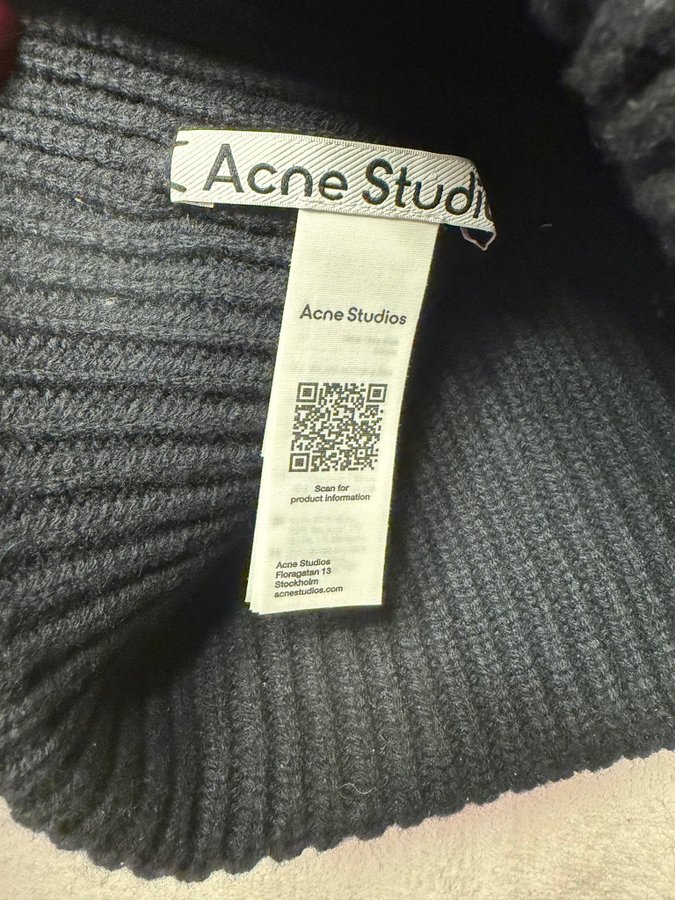 Acne Studi
Acne Studios
Scan for
product information
Acne Studios
Floragatan 13
Stockholm
acnestudios.com